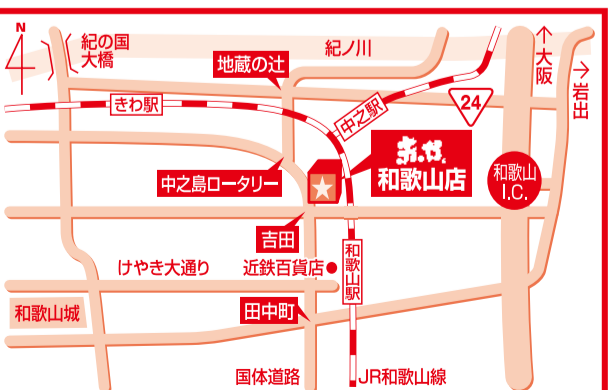 N
紀の国
大橋
紀ノ川
地蔵の辻
大阪
岩出
きわ駅
中之駅
24
和歌山店
和歌山
I.C.
中之島ロータリー
吉田
けやき大通り
近鉄百貨店
和歌山駅
和歌山城
田中町
国体道路
JR和歌山線